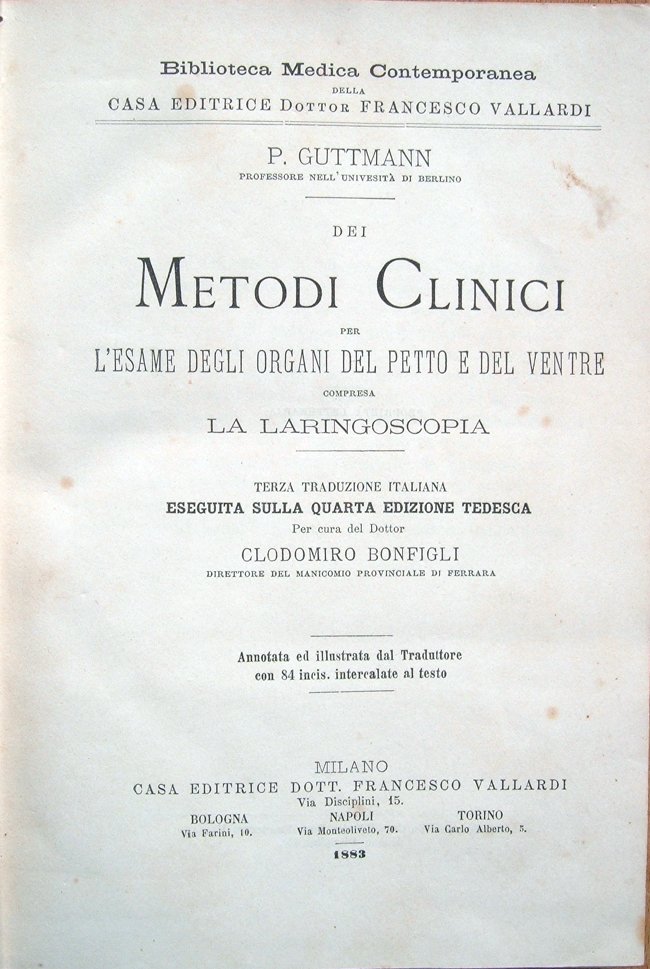 Biblioteca Medica Contemporanea
DELLA
CASA EDITRICE DOTTOR FRANCESCO VALLARDI
P. GUTTMANN
PROFESSORE NELL'UNIVESITÀ DI BERLINO
DEI
METODI CLINICI
PER
L'ESAME DEGLI ORGANI DEL PETTO E DEL VENTRE
COMPRESA
LA LARINGOSCOPIA
TERZA TRADUZIONE ITALIANA
ESEGUITA SULLA QUARTA EDIZIONE TEDESCA
Per cura del Dottor
CLODOMIRO BONFIGLI
DIRETTORE DEL MANICOMIO PROVINCIALE DI FERRARA
Annotata ed illustrata dal Traduttore
con 84 incis. intercalate al testo
MILANO
CASA EDITRICE DOTT. FRANCESCO VALLARDI
Via Disciplini, 15.
BOLOGNA NAPOLI TORINO
Via Farini, 10. Via Monteoliveto, 70. Via Carlo Alberto, 5.
1883